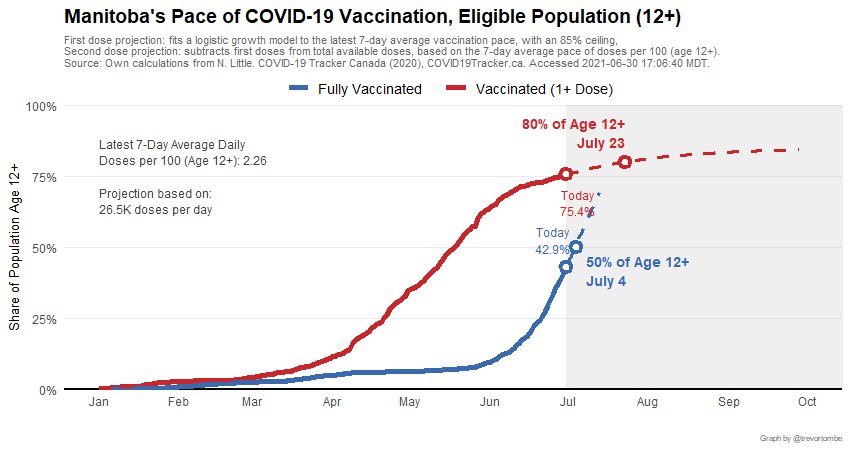 Manitoba's Pace of COVID-19 Vaccination, Eligible Population (12+)
First dose projection: fits a logistic growth model to the latest 7-day average vaccination pace, with an 85% ceiling,
Second dose projection: subtracts first doses from total available doses, based on the 7-day average pace of doses per 100 (age 12+).
Source: Own calculations from N. Little. COVID-19 Tracker Canada (2020), COVID19Tracker.ca. Accessed 2021-06-30 17:06:40 MDT.
Fully Vaccinated
Vaccinated (1+ Dose)
100%
75%
50%
25%
0%
Share of Population Age 12+
Latest 7-Day Average Daily
Doses per 100 (Age 12+): 2.26
Projection based on:
26.5K doses per day
80% of Age 12+
July 23
Today
75.4%
Today
42.9%
50% of Age 12+
July 4
Jan
Feb
Mar
Apr
May
Jun
Jul
Aug
Sep
Oct
Graph by @trevortombe